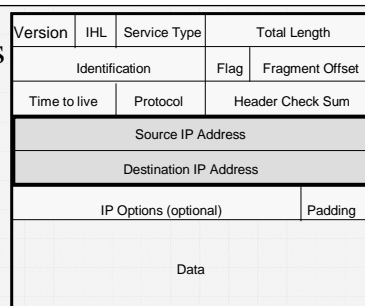 s
Version IHL Service Type Total Length
Identification Flag Fragment Offset
Time to live Protocol Header Check Sum
Source IP Address
Destination IP Address
IP Options (optional) Padding
Data